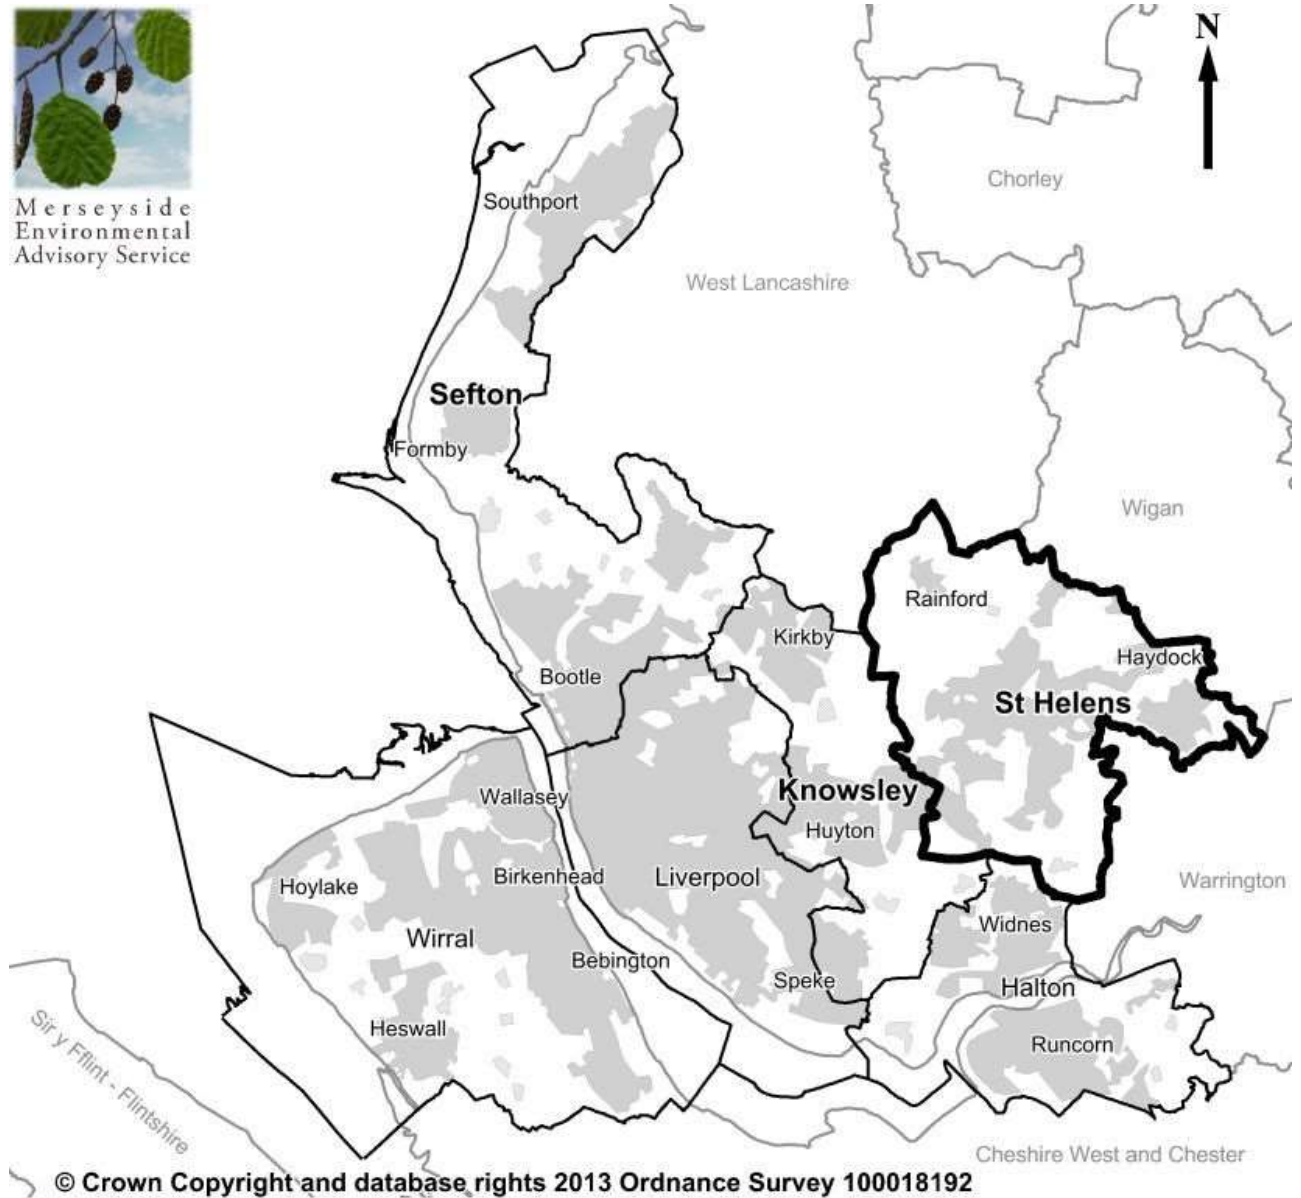 Merseyside
Environmental
Advisory Service
N
Chorley
Southport
West Lancashire
Sefton
Formby
Wigan
Rainford
Kirkby
Haydock
Bootle
St Helens
Knowsley
Wallasey
Huyton
Birkenhead
Liverpool
Hoylake
Warrington
Widnes
Wirral
Bebington
Speke
Halton
Heswall
Runcorn
Sir y Fflint - Flintshire
Cheshire West and Chester
© Crown Copyright and database rights 2013 Ordnance Survey 100018192